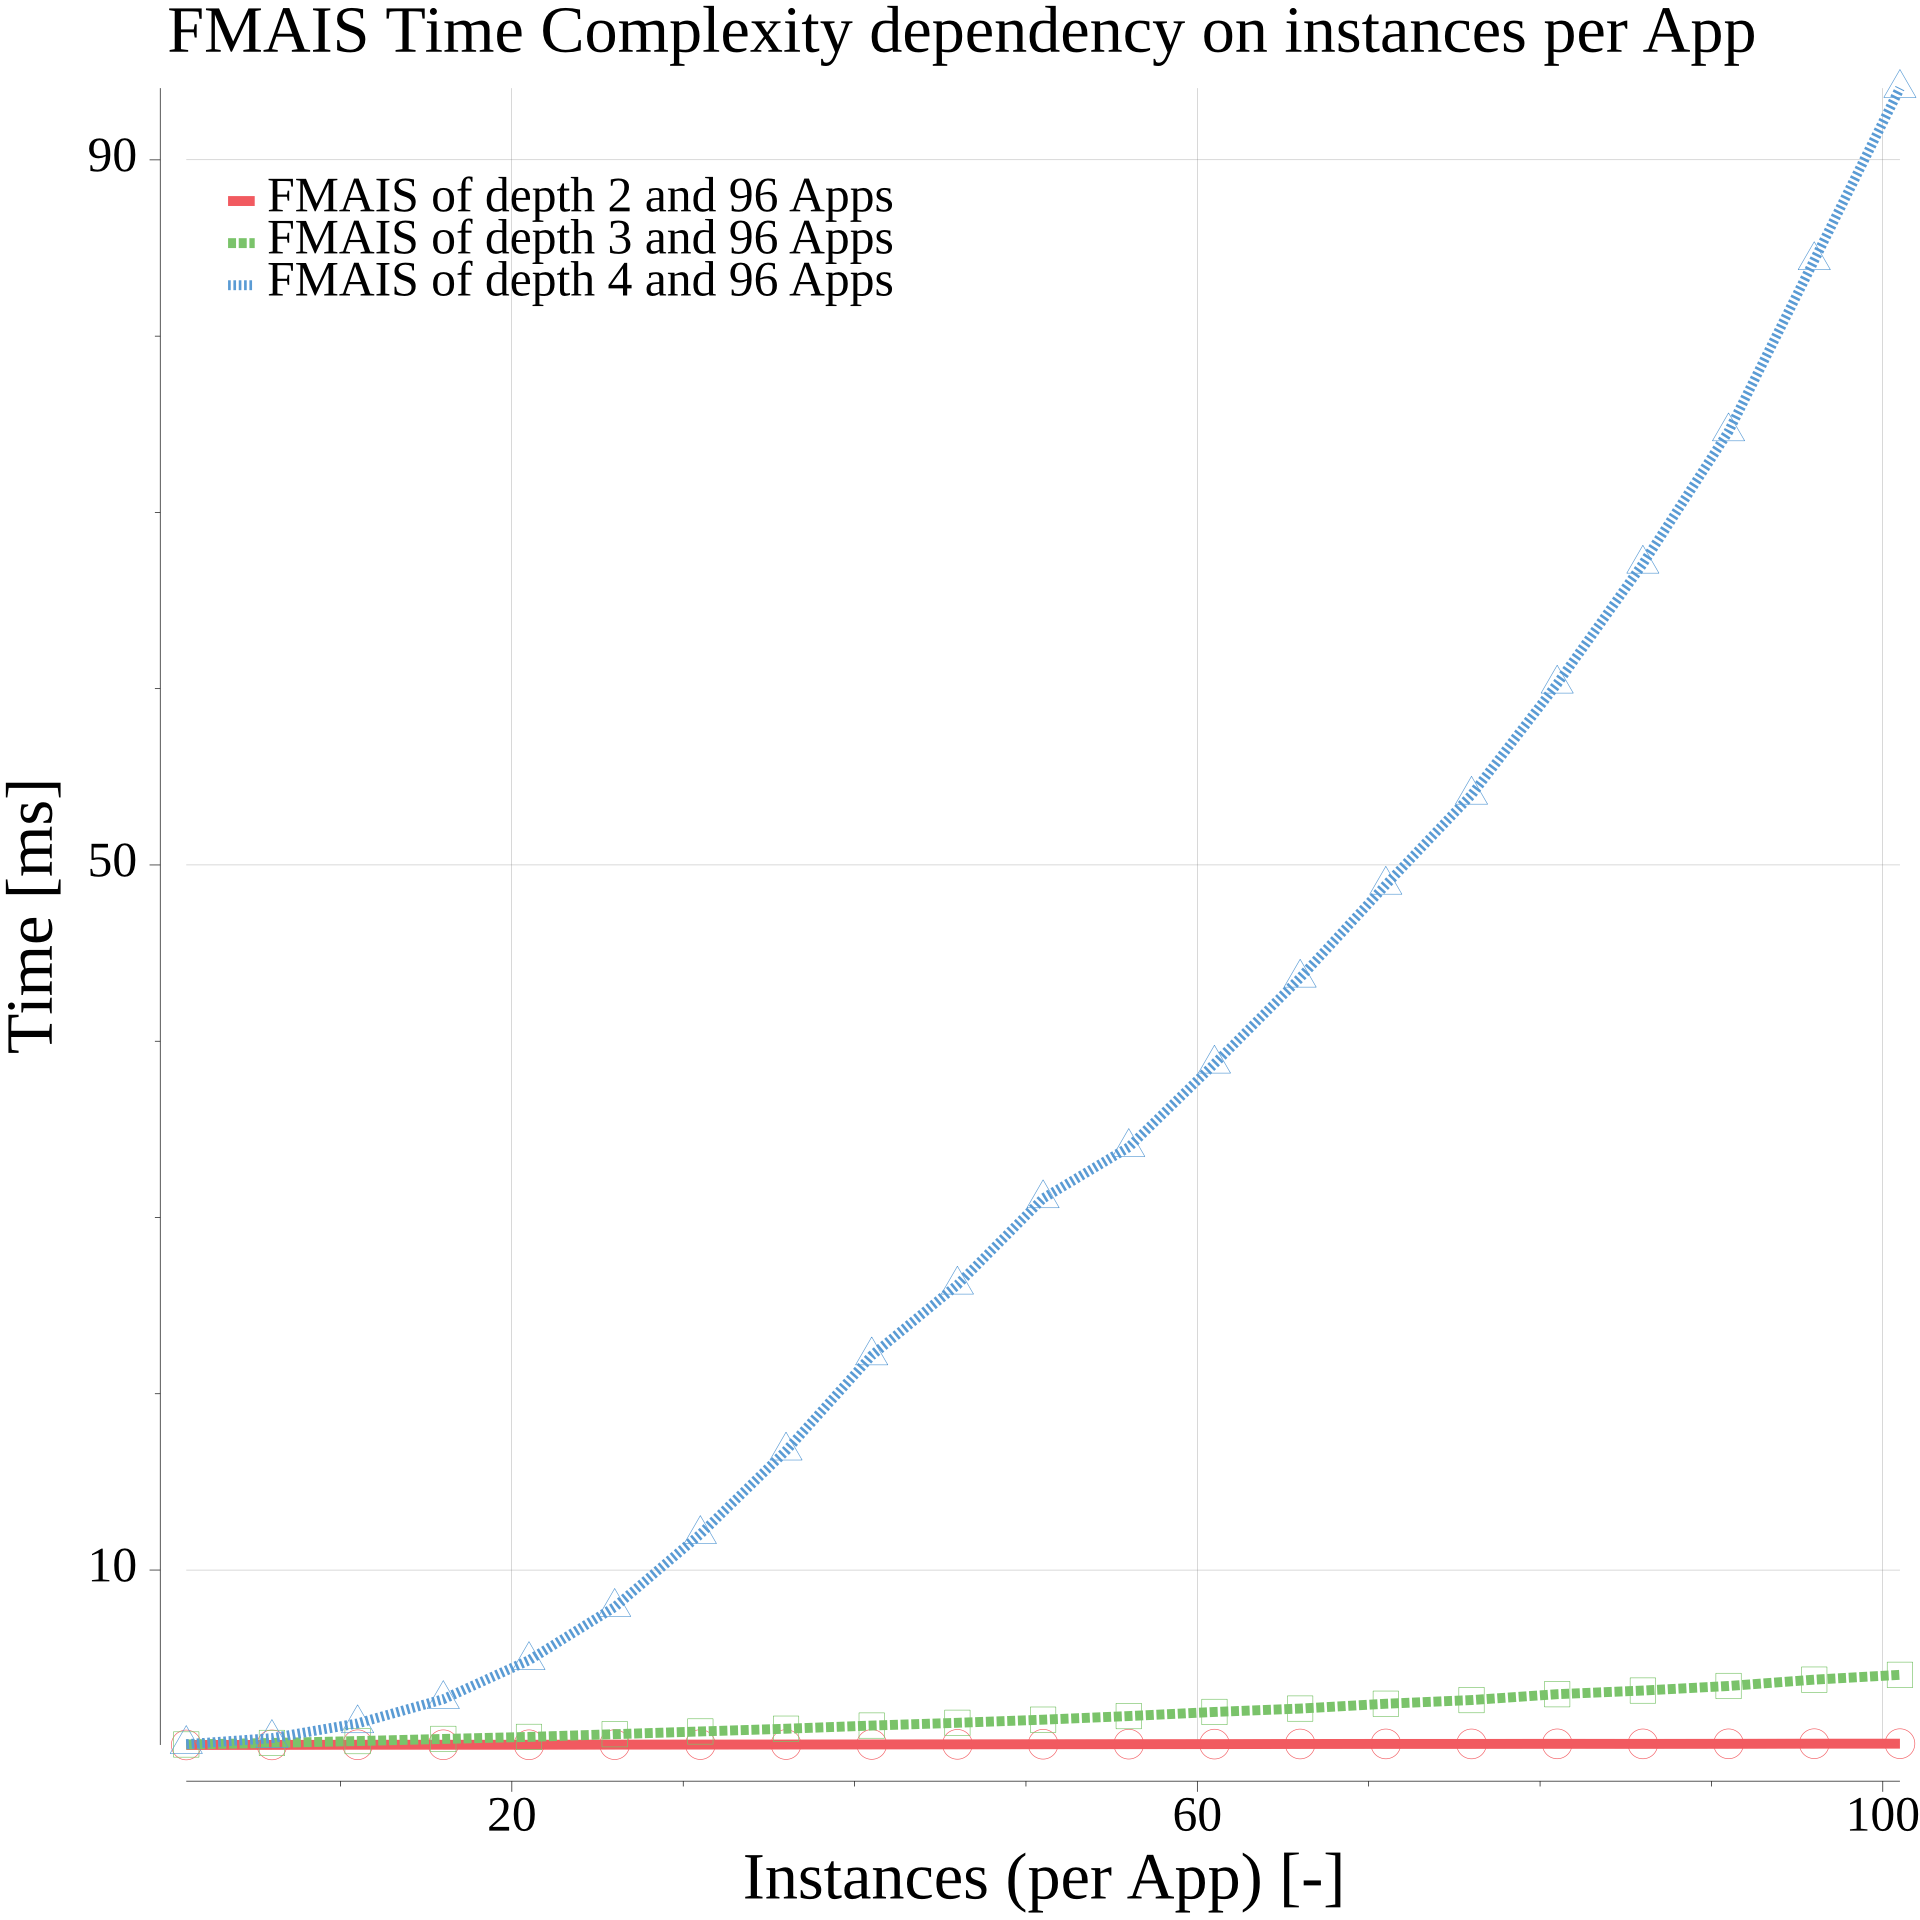 FMAIS Time Complexity dependency on instances per App
90
FMAIS of depth 2 and 96 Apps
FMAIS of depth 3 and 96 Apps
FMAIS of depth 4 and 96 Apps
50
Time [ms]
10
20
60
100
Instances (per App) [-]